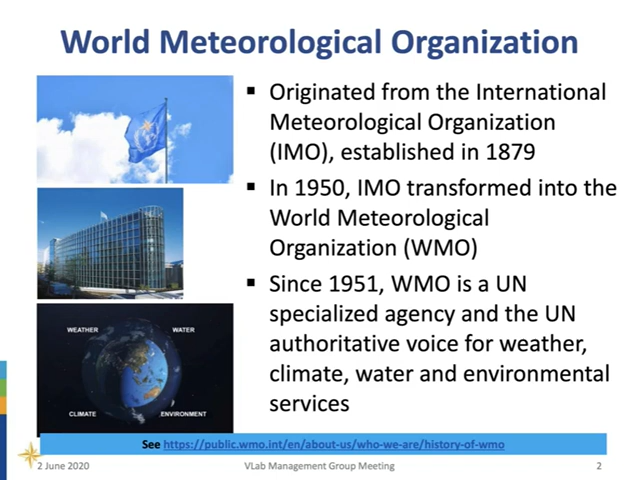 World Meteorological Organization
▪ Originated from the International
Meteorological Organization
(IMO), established in 1879
▪ In 1950, IMO transformed into the
World Meteorological
Organization (WMO)
▪ Since 1951, WMO is a UN
specialized agency and the UN
authoritative voice for weather,
climate, water and environmental
services
WEATHER WATER
CLIMATE ENVIRONMENT
See https://public.wmo.int/en/about-us/who-we-are/history-of-wmo
2 June 2020 VLab Management Group Meeting 2